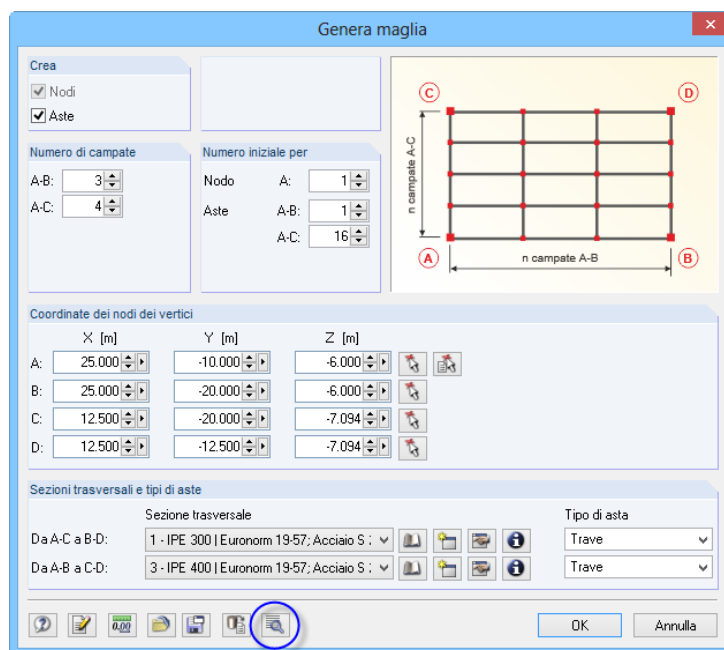 Genera maglia
Crea
Nodi
Aste
Numero di campate
A-B: 3
A-C: 4
Numero iniziale per
Nodo A: 1
Aste A-B: 1
A-C: 16
C
D
n campate A-C
A
n campate A-B
B
Coordinate dei nodi dei vertici
X [m] Y [m] Z [m]
A: 25.000 -10.000 -6.000
B: 25.000 -20.000 -6.000
C: 12.500 -20.000 -7.094
D: 12.500 -12.500 -7.094
Sezioni trasversali e tipi di aste
Sezione trasversale Tipo di asta
Da A-C a B-D: 1 - IPE 300 | Euronorm 19-57; Acciaio S Trave
Da A-B a C-D: 3 - IPE 400 | Euronorm 19-57; Acciaio S Trave
0.00
OK Annulla